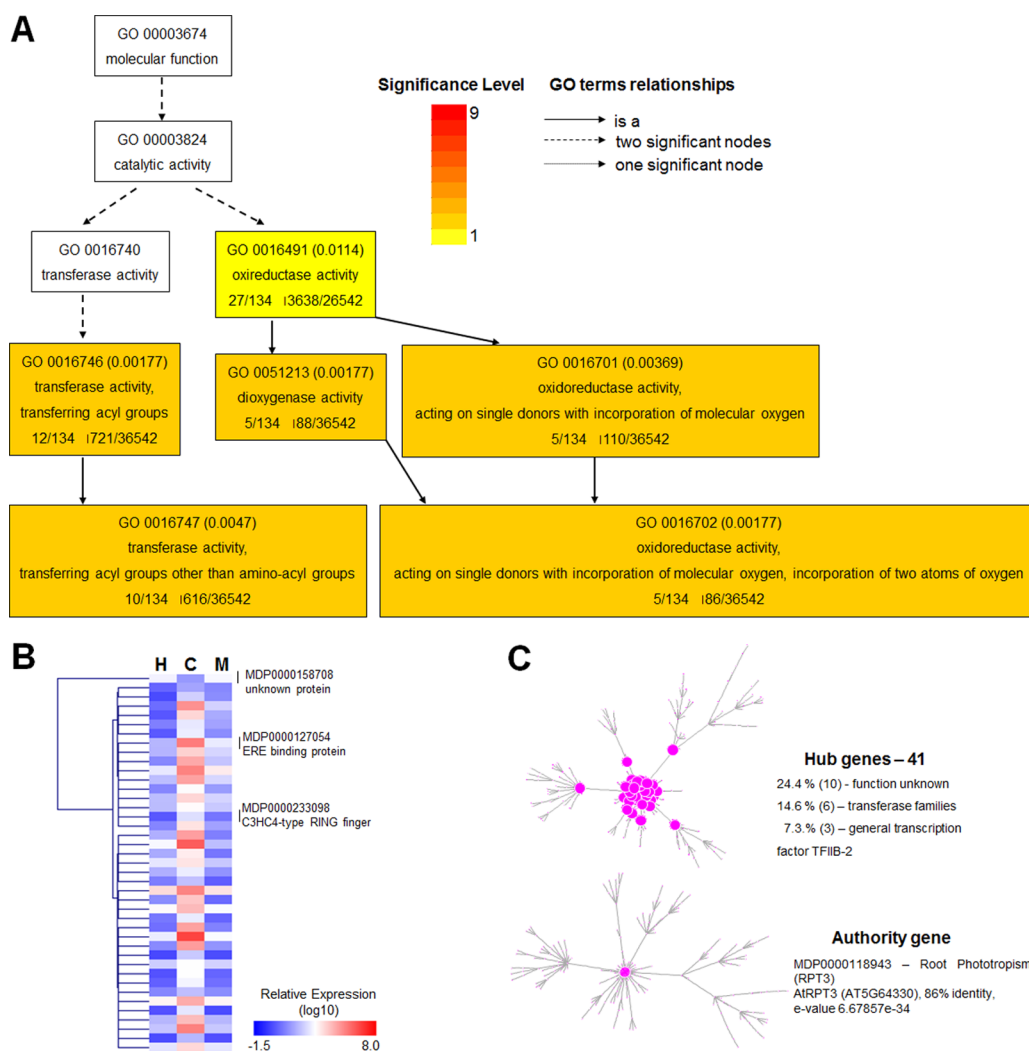 A
GO 00003674
molecular function
GO 00003824
catalytic activity
Significance Level
9
1
GO terms relationships
is a
two significant nodes
one significant node
GO 0016740
transferase activity
GO 0016491 (0.0114)
oxireductase activity
27/134 ı3638/26542
GO 0016746 (0.00177)
transferase activity,
transferring acyl groups
12/134 ı721/36542
GO 0051213 (0.00177)
dioxygenase activity
5/134 ı88/36542
GO 0016701 (0.00369)
oxidoreductase activity,
acting on single donors with incorporation of molecular oxygen
5/134 ı110/36542
GO 0016747 (0.0047)
transferase activity,
transferring acyl groups other than amino-acyl groups
10/134 ı616/36542
GO 0016702 (0.00177)
oxidoreductase activity,
acting on single donors with incorporation of molecular oxygen, incorporation of two atoms of oxygen
5/134 ı86/36542
B
H C M
MDP0000158708
unknown protein
MDP0000127054
ERE binding protein
MDP0000233098
C3HC4-type RING finger
Relative Expression
(log10)
-1.5 8.0
C
Hub genes – 41
24.4 % (10) - function unknown
14.6 % (6) – transferase families
7.3.% (3) – general transcription
factor TFIIB-2
Authority gene
MDP0000118943 – Root Phototropism
(RPT3)
AtRPT3 (AT5G64330), 86% identity,
e-value 6.67857e-34